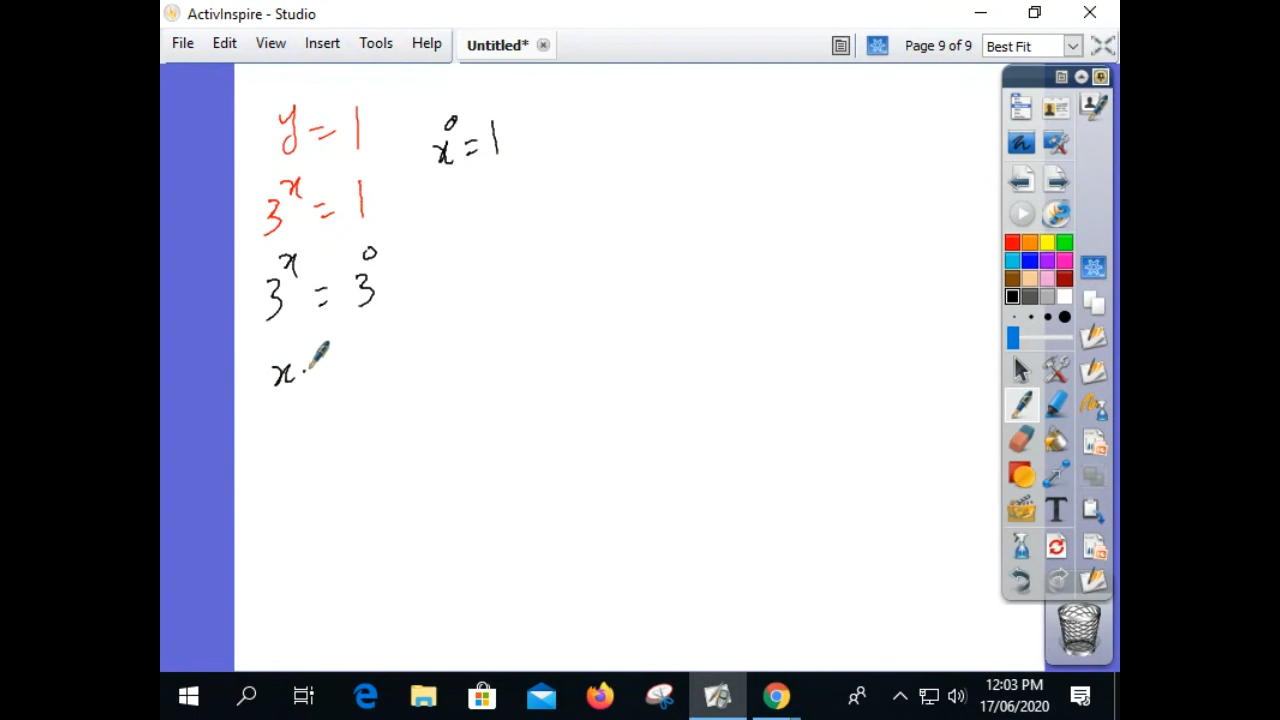 ActivInspire - Studio
File Edit View Insert Tools Help Untitled* Page 9 of 9 Best Fit
y = 1
x⁰ = 1
3ˣ = 1
3ˣ = 3⁰
x
12:03 PM
17/06/2020